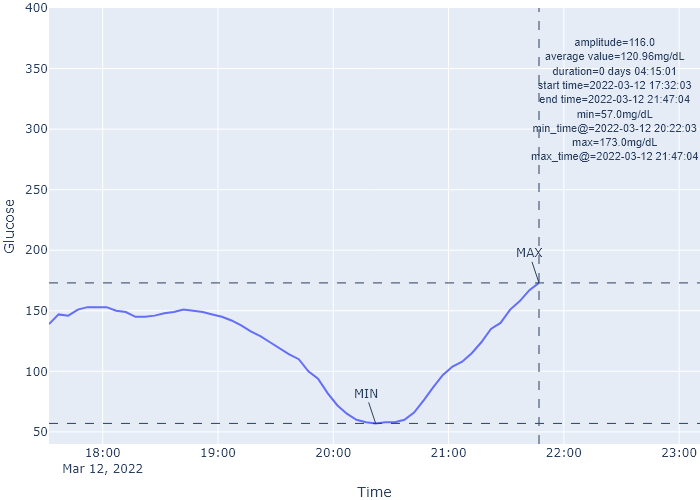 400
350
300
250
200
150
100
50
Glucose
amplitude=116.0
average value=120.96mg/dL
duration=0 days 04:15:01
start time=2022-03-12 17:32:03
end time=2022-03-12 21:47:04
min=57.0mg/dL
min_time@=2022-03-12 20:22:03
max=173.0mg/dL
max_time@=2022-03-12 21:47:04
MAX
MIN
18:00 19:00 20:00 21:00 22:00 23:00
Mar 12, 2022
Time